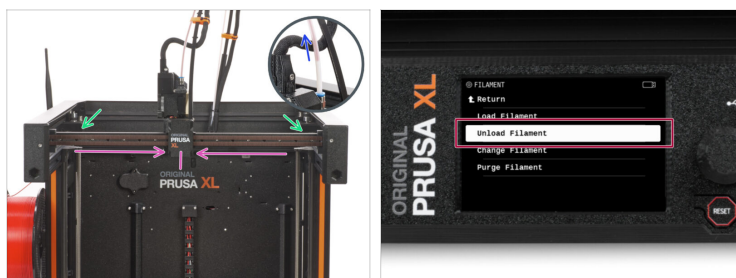 ORIGINAL
PRUSA
XL
ORIGINAL
PRUSA XL
FILAMENT
Return
Load Filament
Unload Filament
Change Filament
Purge Filament
ORIGINAL
PRUSA XL
RESET